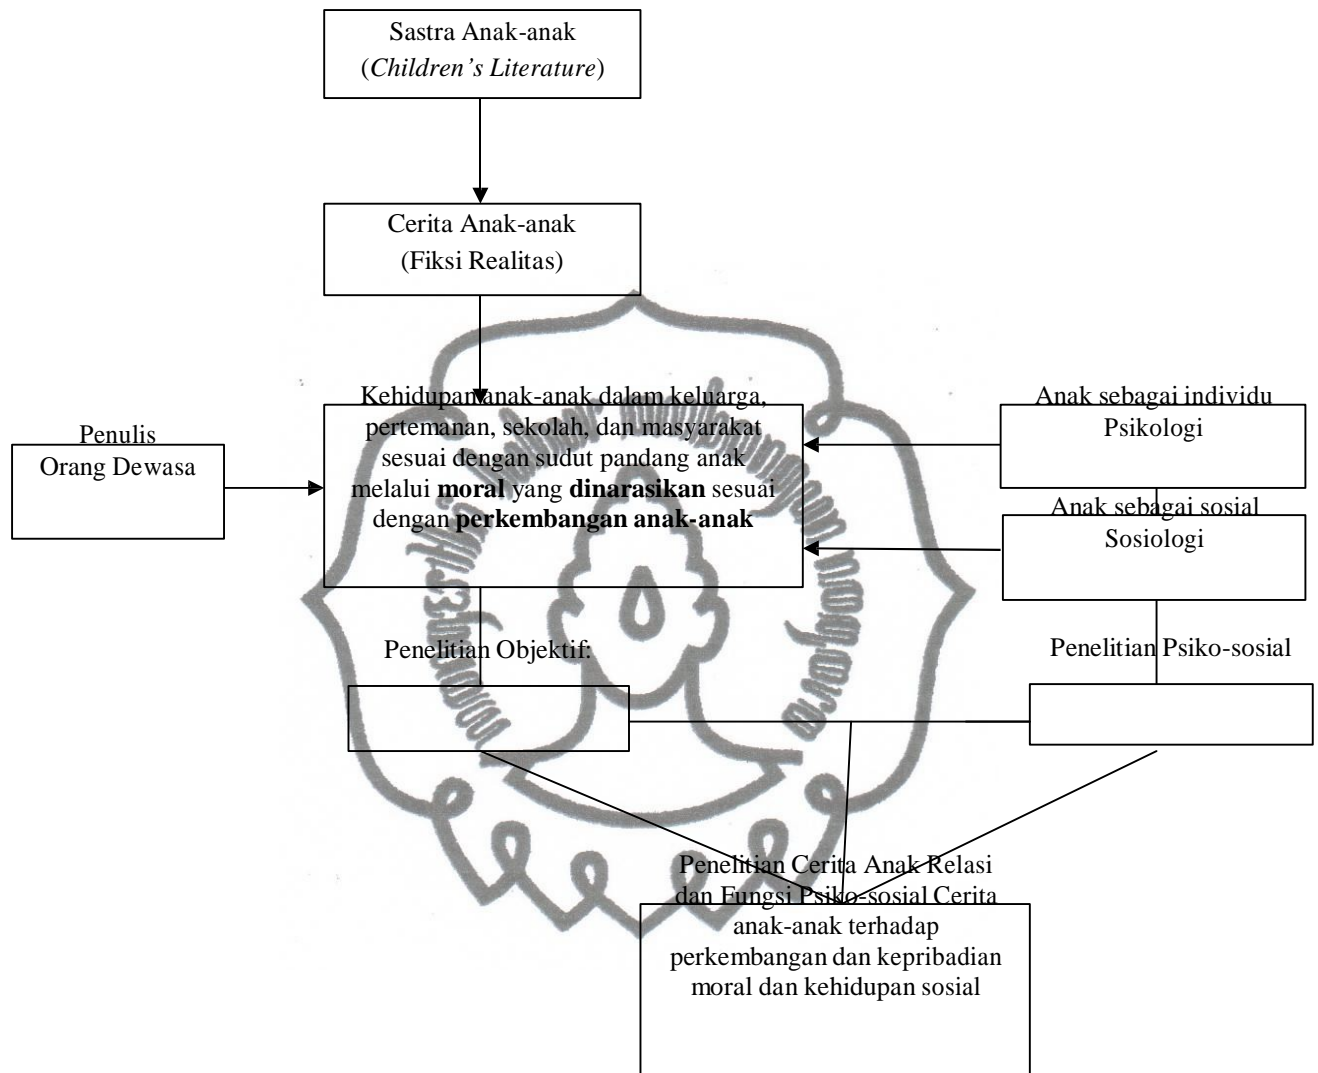 Sastra Anak-anak
(Children's Literature)
Cerita Anak-anak
(Fiksi Realitas)
Kehidupan anak-anak dalam keluarga,
pertemanan, sekolah, dan masyarakat
sesuai dengan sudut pandang anak
melalui moral yang dinarasikan sesuai
dengan perkembangan anak-anak
Penulis
Orang Dewasa
Anak sebagai individu
Psikologi
Anak sebagai sosial
Sosiologi
Penelitian Objektif:
Penelitian Psiko-sosial
Penelitian Cerita Anak Relasi
dan Fungsi Psiko-sosial Cerita
anak-anak terhadap
perkembangan dan kepribadian
moral dan kehidupan sosial